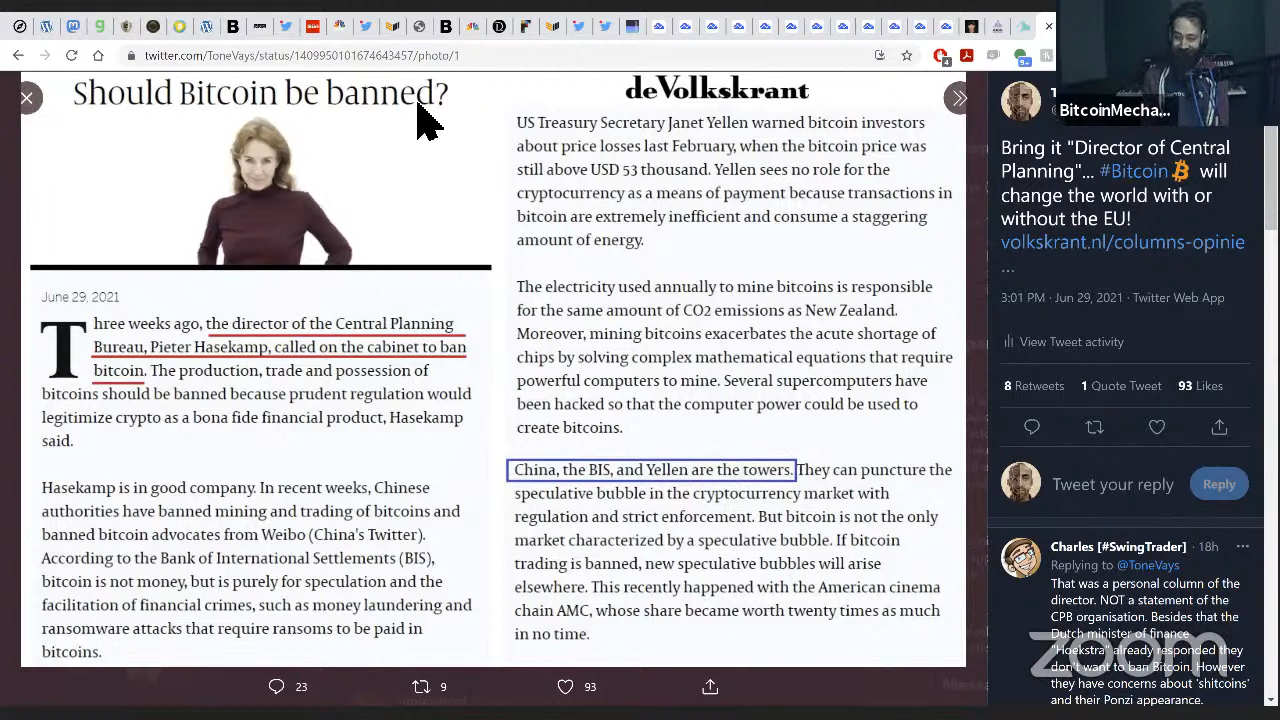 twitter.com/ToneVays/status/1409950101674643457/photo/1
4
9+
Should Bitcoin be banned?
June 29, 2021
Three weeks ago, the director of the Central Planning
Bureau, Pieter Hasekamp, called on the cabinet to ban
bitcoin. The production, trade and possession of
bitcoins should be banned because prudent regulation would
legitimize crypto as a bona fide financial product, Hasekamp
said.
Hasekamp is in good company. In recent weeks, Chinese
authorities have banned mining and trading of bitcoins and
banned bitcoin advocates from Weibo (China's Twitter).
According to the Bank of International Settlements (BIS),
bitcoin is not money, but is purely for speculation and the
facilitation of financial crimes, such as money laundering and
ransomware attacks that require ransoms to be paid in
bitcoins.
deVolkskrant
US Treasury Secretary Janet Yellen warned bitcoin investors
about price losses last February, when the bitcoin price was
still above USD 53 thousand. Yellen sees no role for the
cryptocurrency as a means of payment because transactions in
bitcoin are extremely inefficient and consume a staggering
amount of energy.
The electricity used annually to mine bitcoins is responsible
for the same amount of CO2 emissions as New Zealand.
Moreover, mining bitcoins exacerbates the acute shortage of
chips by solving complex mathematical equations that require
powerful computers to mine. Several supercomputers have
been hacked so that the computer power could be used to
create bitcoins.
China, the BIS, and Yellen are the towers. They can puncture the
speculative bubble in the cryptocurrency market with
regulation and strict enforcement. But bitcoin is not the only
market characterized by a speculative bubble. If bitcoin
trading is banned, new speculative bubbles will arise
elsewhere. This recently happened with the American cinema
chain AMC, whose share became worth twenty times as much
in no time.
23
9
93
BitcoinMecha...
Bring it "Director of Central
Planning"... #Bitcoin will
change the world with or
without the EU!
volkskrant.nl/columns-opinie
...
3:01 PM · Jun 29, 2021 · Twitter Web App
View Tweet activity
8 Retweets 1 Quote Tweet 93 Likes
Tweet your reply
Reply
Charles [#SwingTrader] · 18h
Replying to @ToneVays
That was a personal column of the
director. NOT a statement of the
CPB organisation. Besides that the
Dutch minister of finance
"Hoekstra" already responded they
don't want to ban Bitcoin. However
they have concerns about 'shitcoins'
and their Ponzi appearance.
zoom